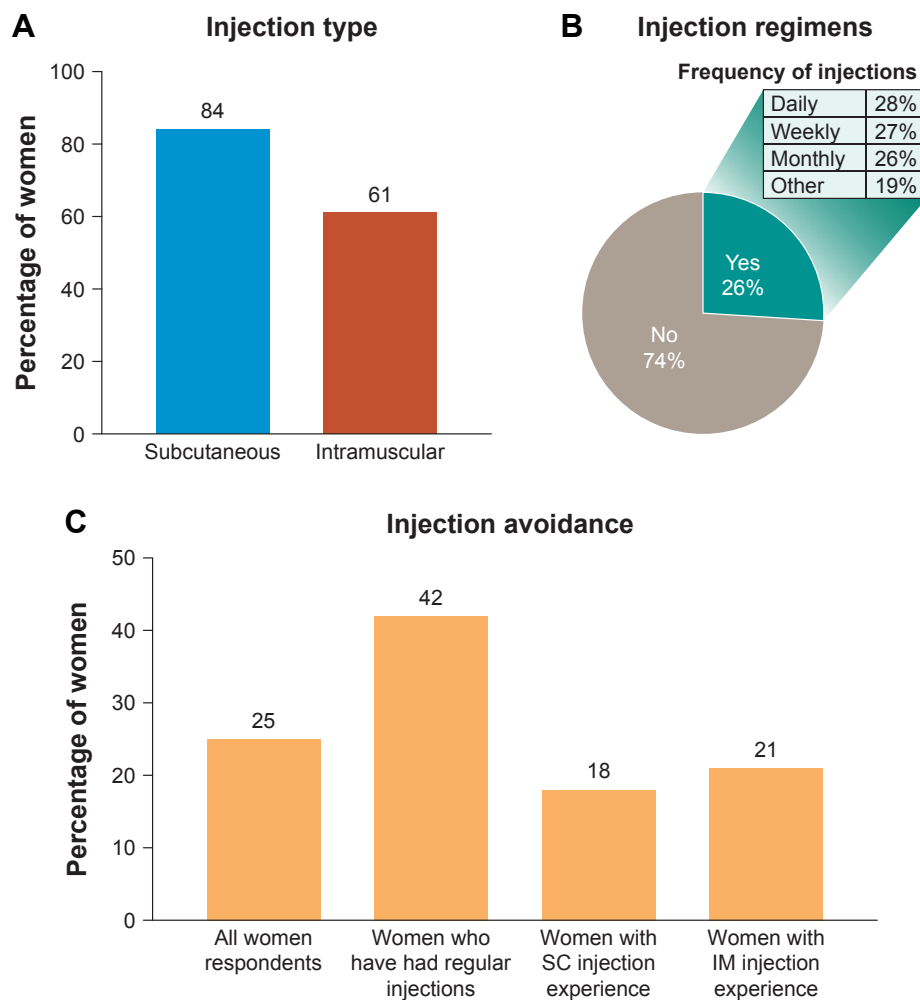 A Injection type
Percentage of women
100
80
60
40
20
0
84
61
Subcutaneous Intramuscular
B Injection regimens
Frequency of injections
Daily 28%
Weekly 27%
Monthly 26%
Other 19%
Yes
26%
No
74%
C Injection avoidance
Percentage of women
50
40
30
20
10
0
25
42
18
21
All women
respondents
Women who
have had regular
injections
Women with
SC injection
experience
Women with
IM injection
experience